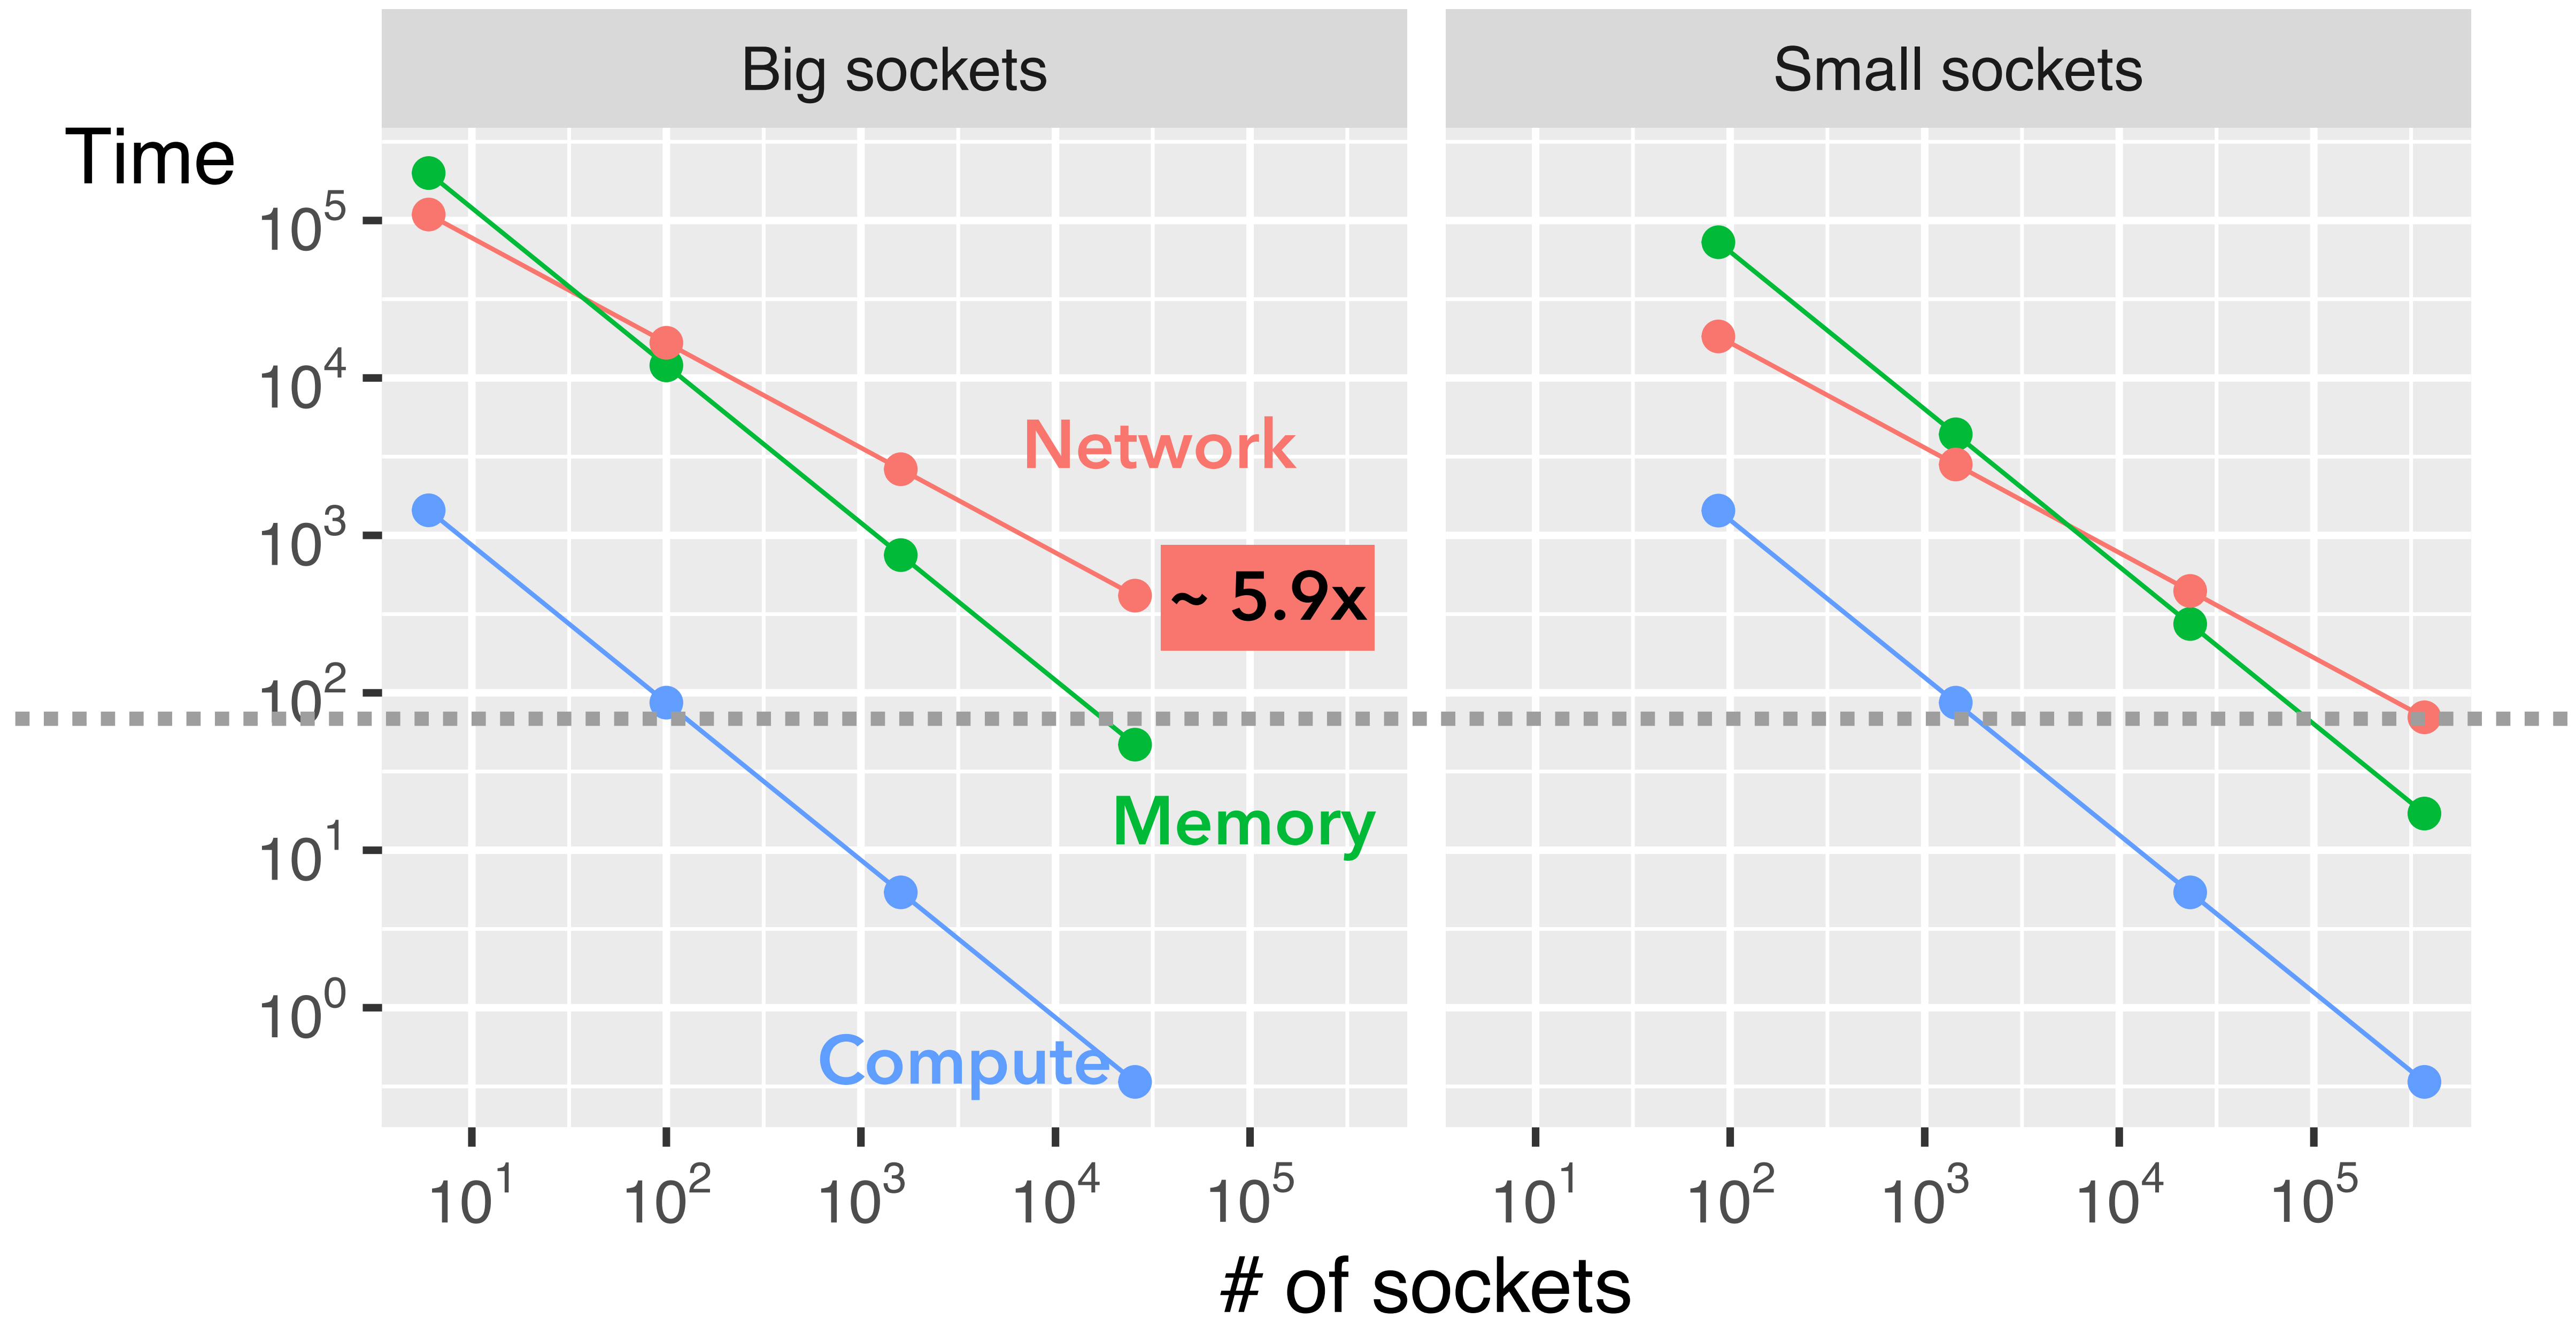 Big sockets
Small sockets
Time
10^5
10^4
10^3
10^2
10^1
10^0
Network
~ 5.9x
Memory
Compute
10^1 10^2 10^3 10^4 10^5
10^1 10^2 10^3 10^4 10^5
# of sockets